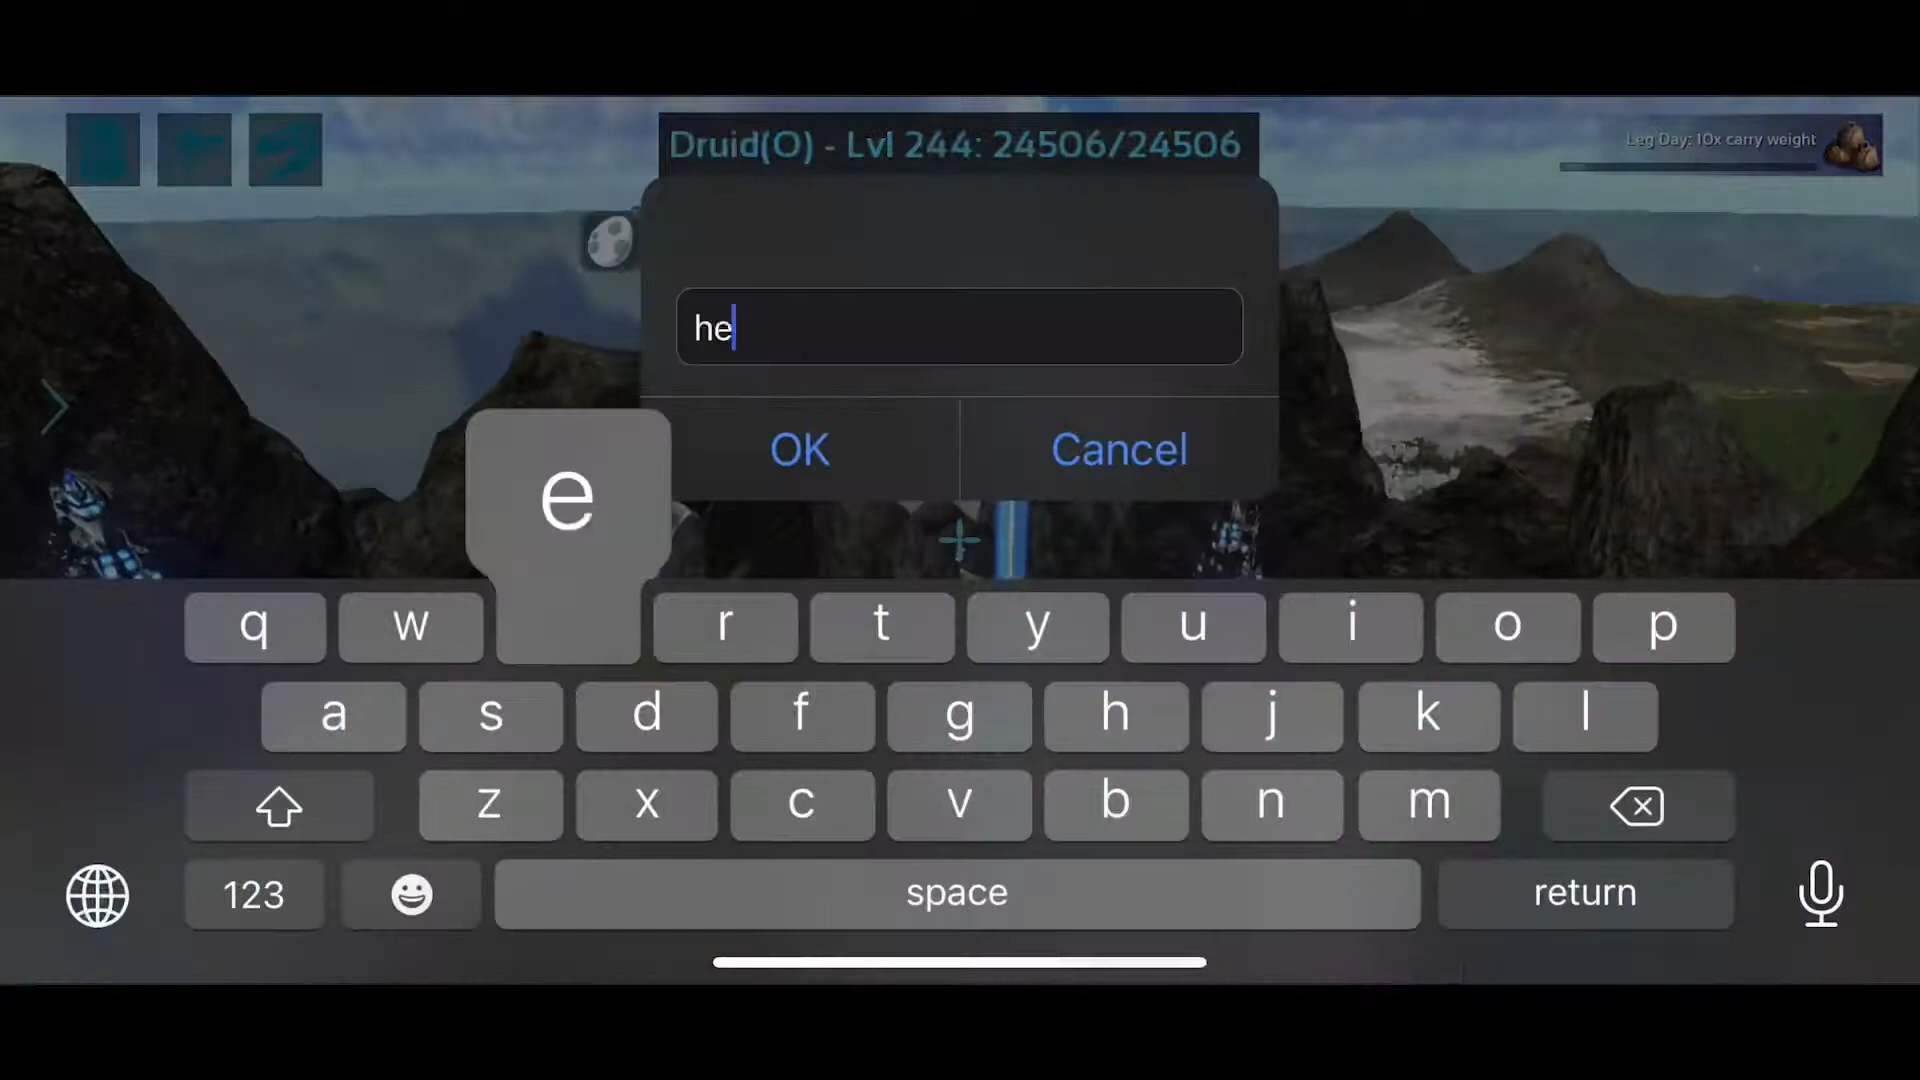 Druid(O) - Lvl 244: 24506/24506
Leg Day: 10x carry weight
he
OK
Cancel
e
q w r t y u i o p
a s d f g h j k l
z x c v b n m
123 space return